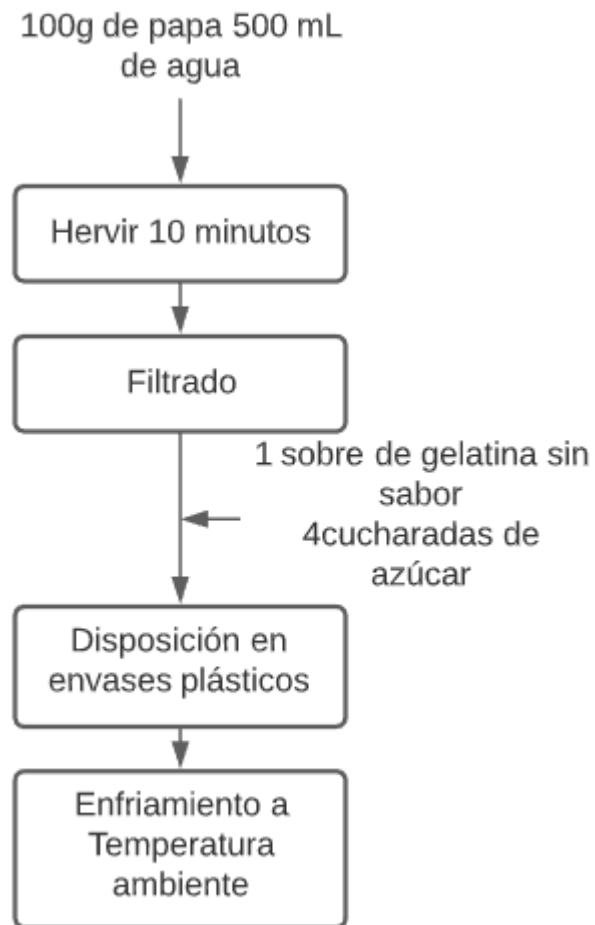 100g de papa 500 mL
de agua
Hervir 10 minutos
Filtrado
1 sobre de gelatina sin
sabor
4cucharadas de
azúcar
Disposición en
envases plásticos
Enfriamiento a
Temperatura
ambiente